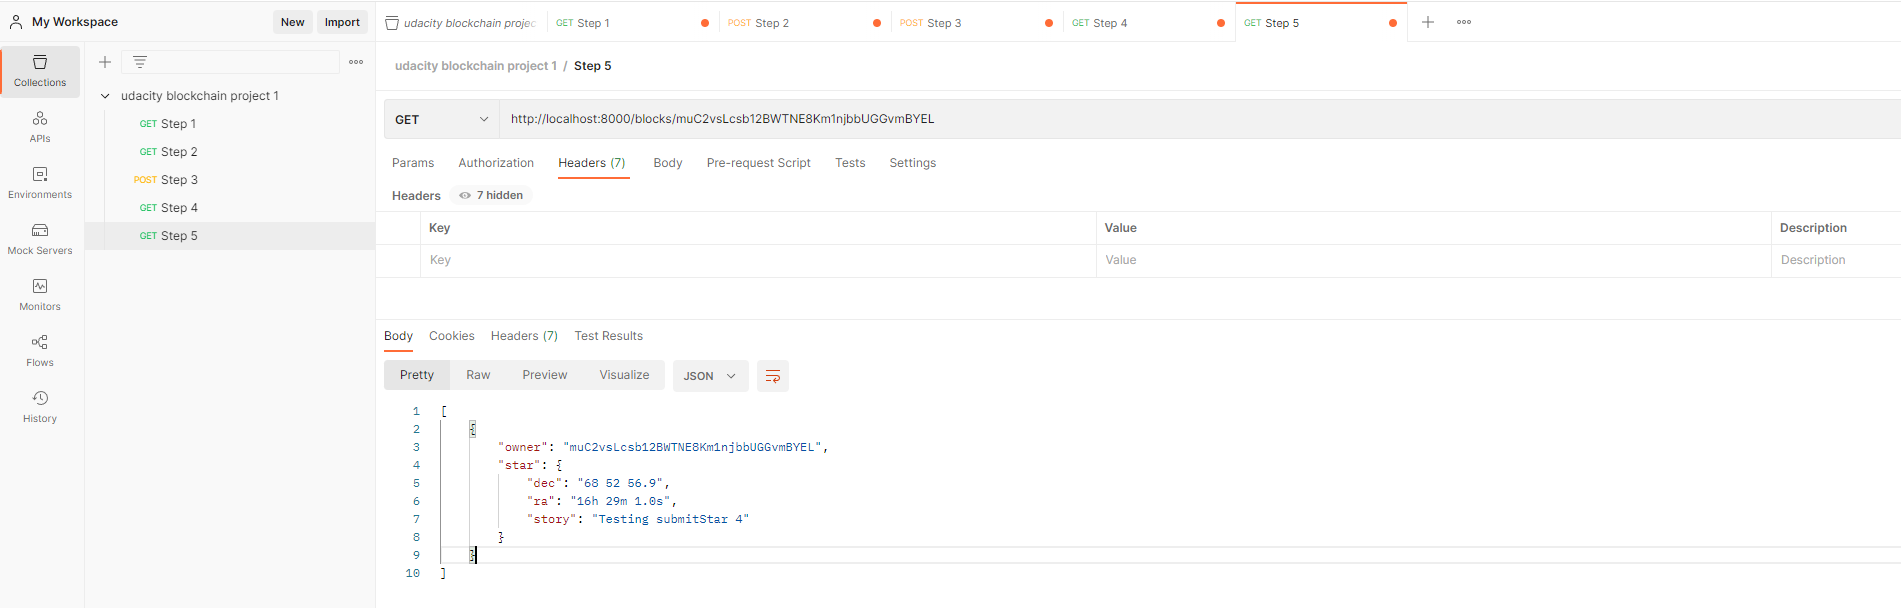 My Workspace
New
Import
udacity blockchain projec
GET Step 1
POST Step 2
POST Step 3
GET Step 4
GET Step 5
Collections
APIs
Environments
Mock Servers
Monitors
Flows
History
udacity blockchain project 1
GET Step 1
GET Step 2
POST Step 3
GET Step 4
GET Step 5
udacity blockchain project 1 / Step 5
GET
http://localhost:8000/blocks/muC2vsLcsb12BWTNE8Km1njbbUGGvmBYEL
Params Authorization Headers (7) Body Pre-request Script Tests Settings
Headers 7 hidden
Key Value Description
Key Value Description
Body Cookies Headers (7) Test Results
Pretty Raw Preview Visualize JSON
1 [
2 {
3 "owner": "muC2vsLcsb12BWTNE8Km1njbbUGGvmBYEL",
4 "star": {
5 "dec": "68 52 56.9",
6 "ra": "16h 29m 1.0s",
7 "story": "Testing submitStar 4"
8 }
9 }
10 ]